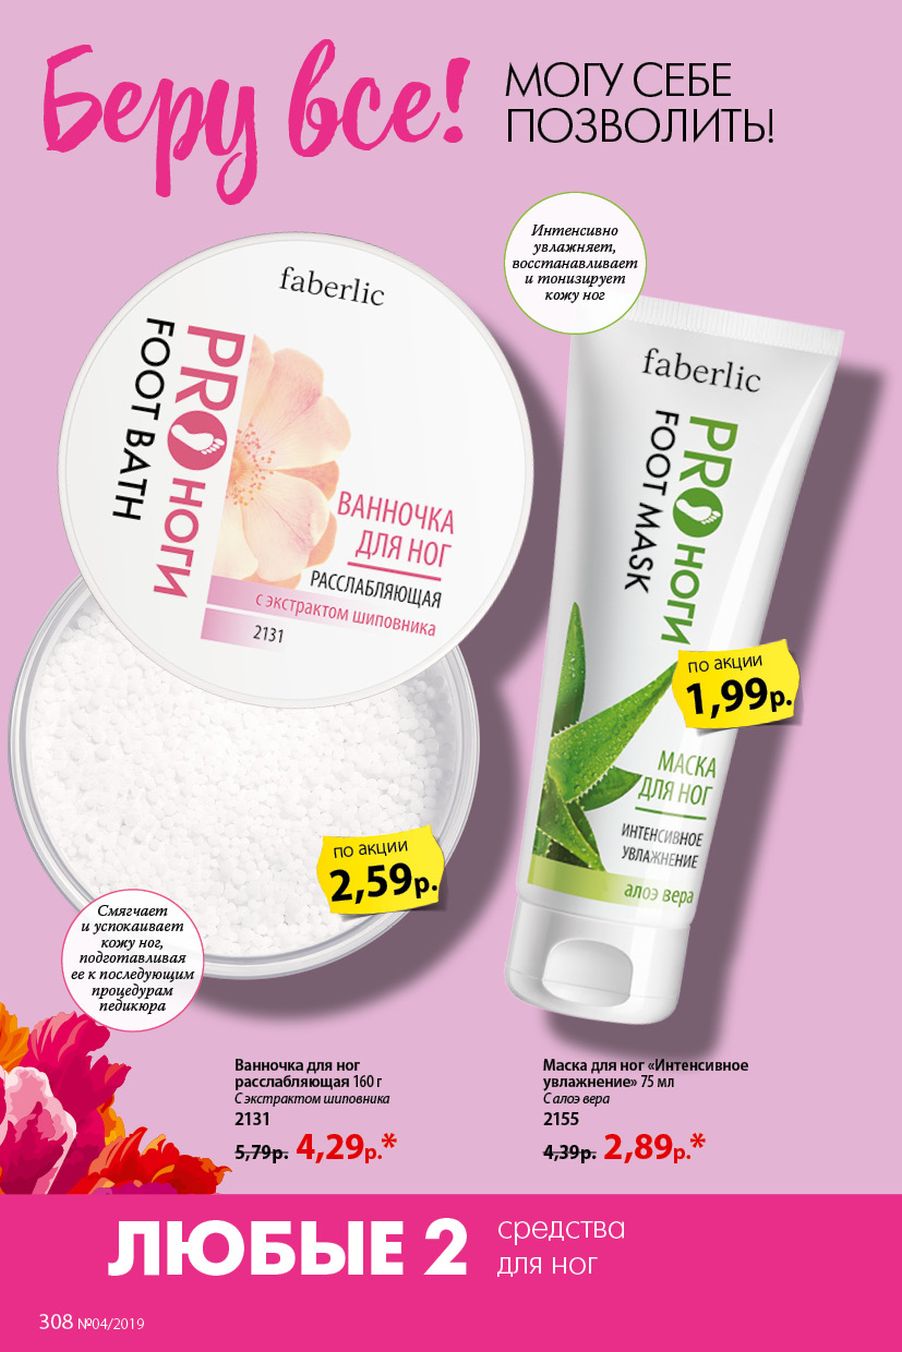 Беру все!
МОГУ СЕБЕ
ПОЗВОЛИТЬ!
Интенсивно
увлажняет,
восстанавливает
и тонизирует
кожу ног
faberlic
PRO НОГИ
FOOT BATH
ВАННОЧКА
ДЛЯ НОГ
РАССЛАБЛЯЮЩАЯ
С ЭКСТРАКТОМ ШИПОВНИКА
2131
faberlic
PRO НОГИ
FOOT MASK
МАСКА
ДЛЯ НОГ
ИНТЕНСИВНОЕ
УВЛАЖНЕНИЕ
алоэ вера
по акции
1,99р.
по акции
2,59р.
Смягчает
и успокаивает
кожу ног,
подготавливая
ее к последующим
процедурам
педикюра
Ванночка для ног
расслабляющая 160 г
С экстрактом шиповника
2131
5,79р. 4,29р.*
Маска для ног «Интенсивное
увлажнение» 75 мл
С алоэ вера
2155
4,39р. 2,89р.*
ЛЮБЫЕ 2
средства
для ног
308 №04/2019